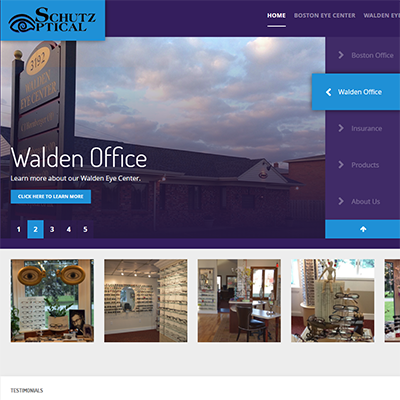 SCHUTZ
OPTICAL
HOME BOSTON EYE CENTER WALDEN EYE
Boston Office
3192
WALDEN
EYE CENTER
Walden Office
Walden Office
Learn more about our Walden Eye Center.
Insurance
CLICK HERE TO LEARN MORE
Products
About Us
1 2 3 4 5
TESTIMONIALS